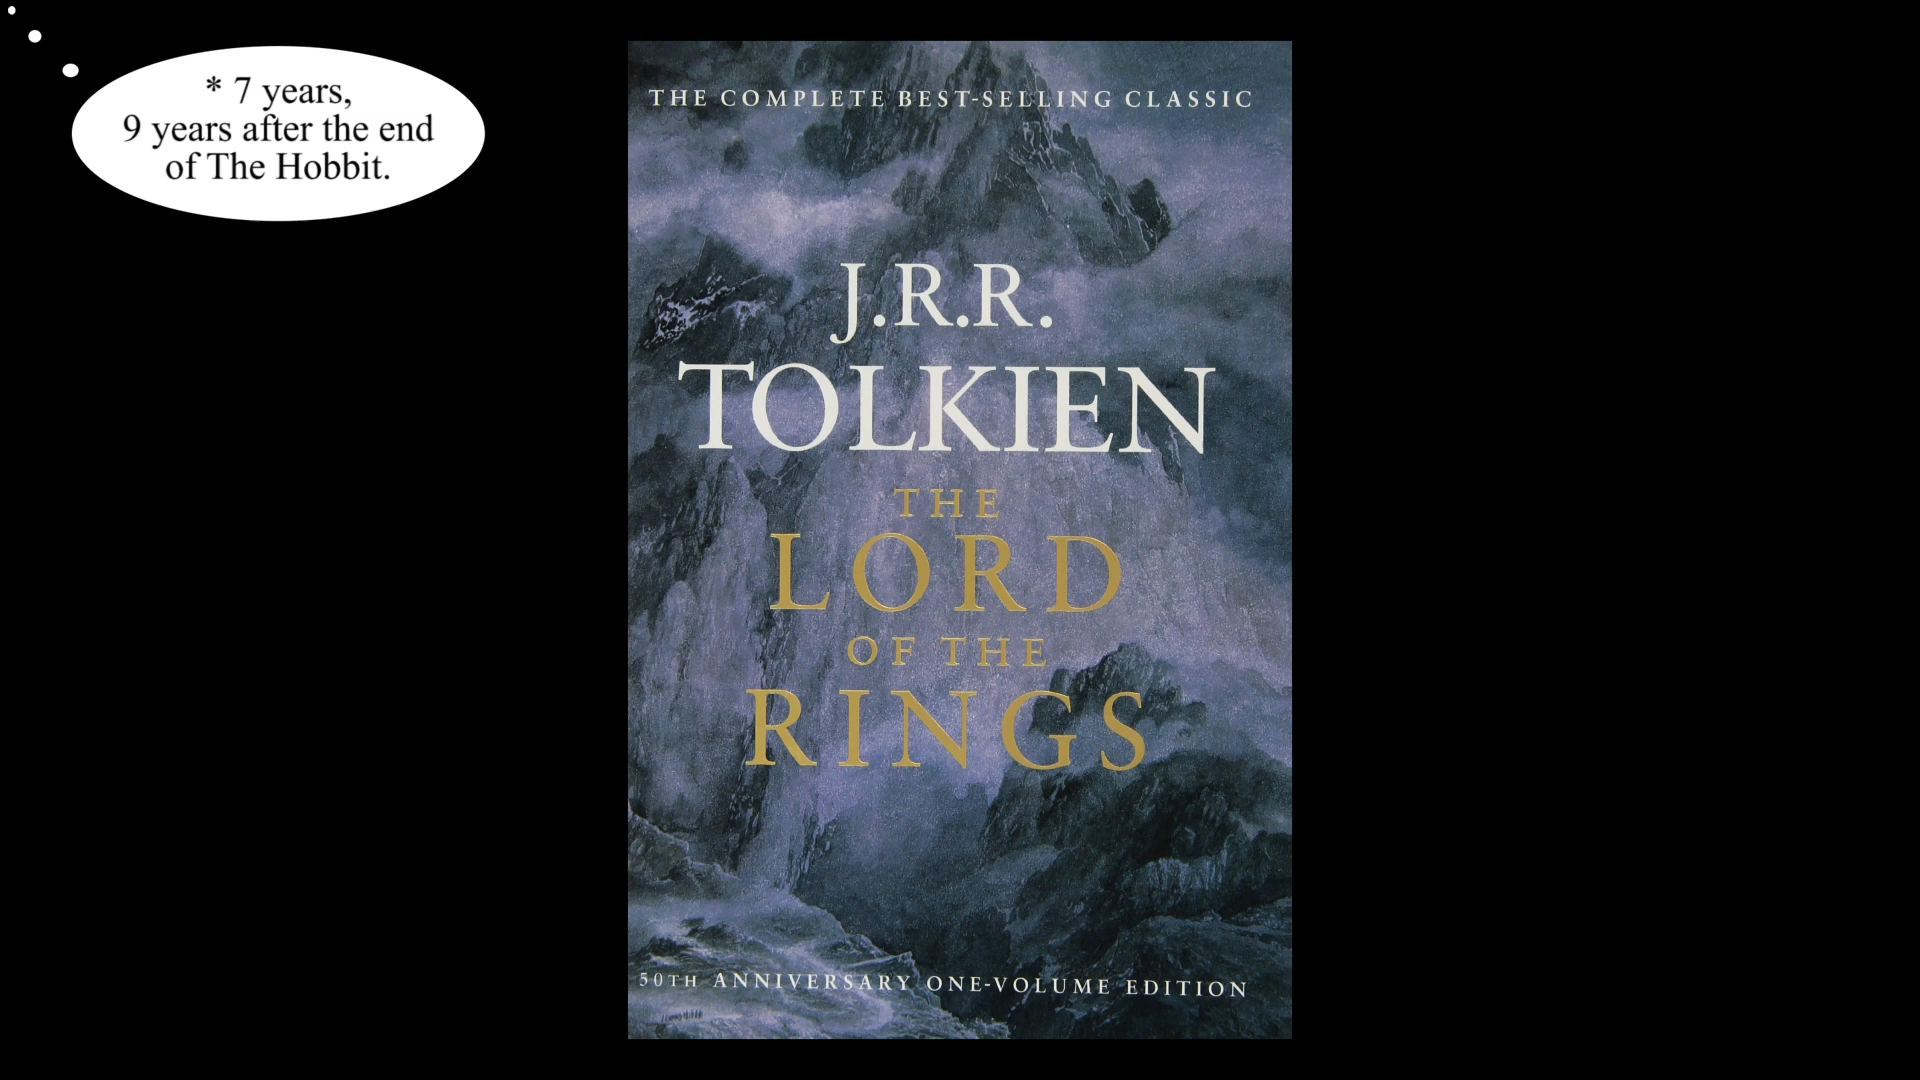 * 7 years,
9 years after the end
of The Hobbit.
THE COMPLETE BEST-SELLING CLASSIC
J.R.R.
TOLKIEN
THE
LORD
OF THE
RINGS
50TH ANNIVERSARY ONE-VOLUME EDITION